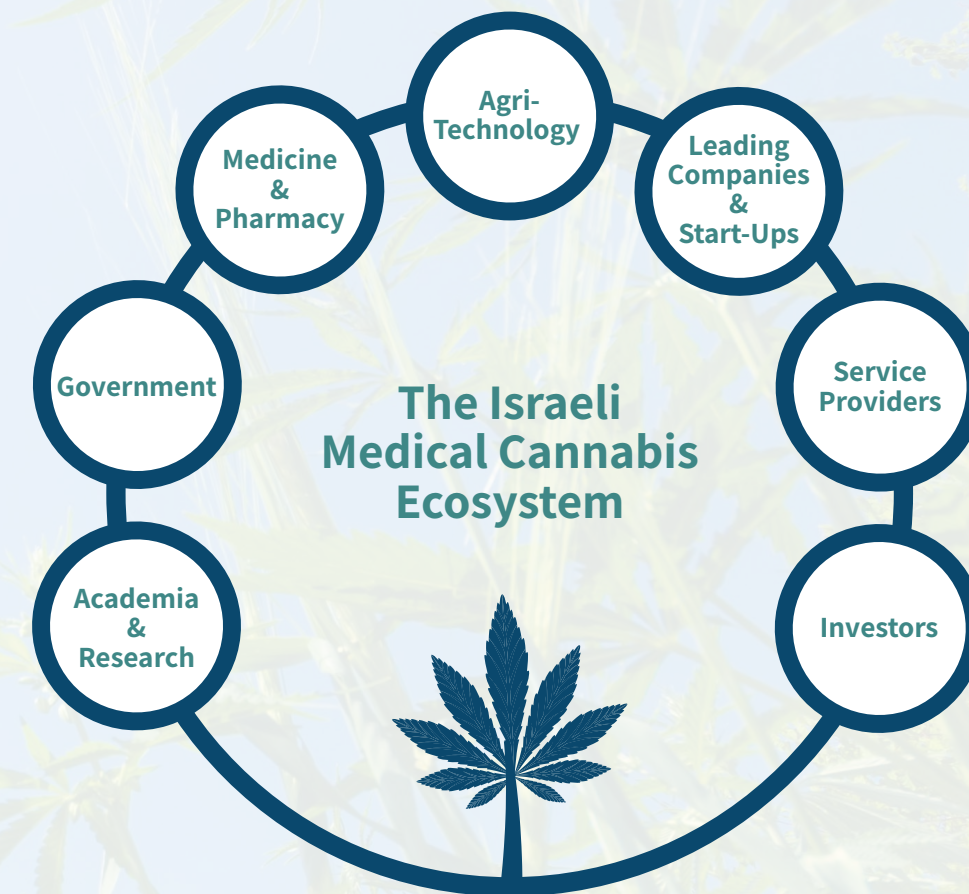 Agri-
Technology
Medicine
&
Pharmacy
Leading
Companies
&
Start-Ups
Government
The Israeli
Medical Cannabis
Ecosystem
Service
Providers
Academia
&
Research
Investors